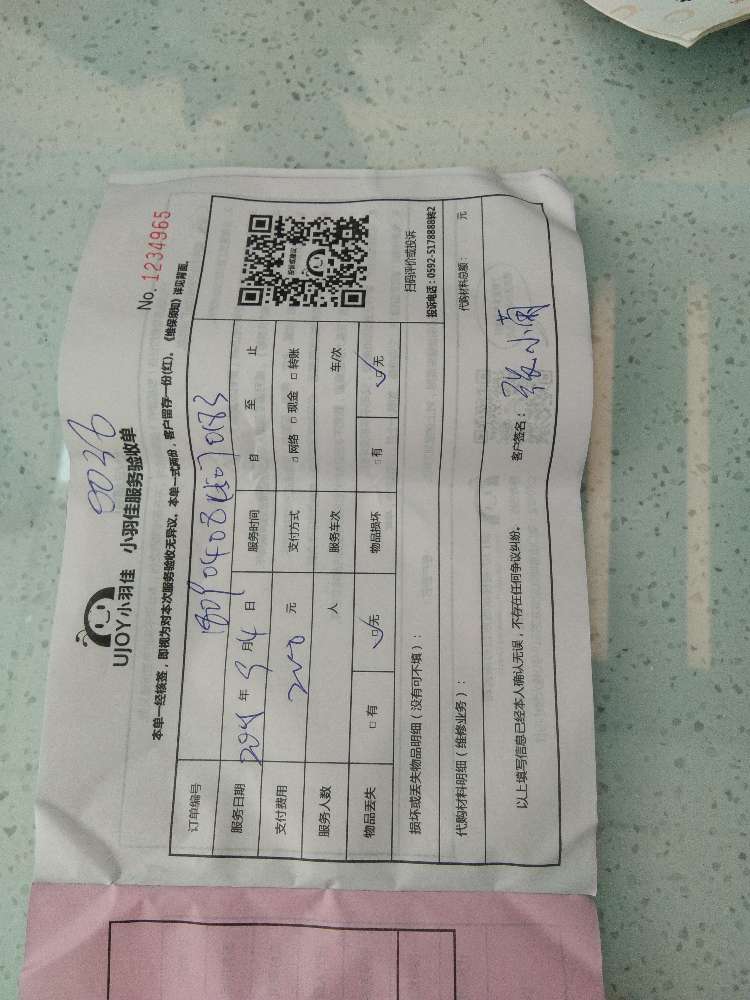 9036
UJOY小羽佳 小羽佳服务验收单
No.1234965
本单一经核签，即视为对本次服务验收无异议。本单一式两份，客户留存一份(红)。《维保须知》详见背面。
订单编号
服务日期 年 9 月 4 日 服务时间 自 至 止
支付费用 200 元 支付方式 □网络 □现金 □转账
服务人数 人 服务车次 车/次
物品丢失 □有 □无 物品损坏 □有 □无
扫码评价或投诉
投诉电话：0592-5178888转2
损坏或丢失物品明细（没有可不填）：
代购材料明细（维修业务）： 代购材料总额： 元
以上填写信息已经本人确认无误，不存在任何争议纠纷。 客户签名：张小南